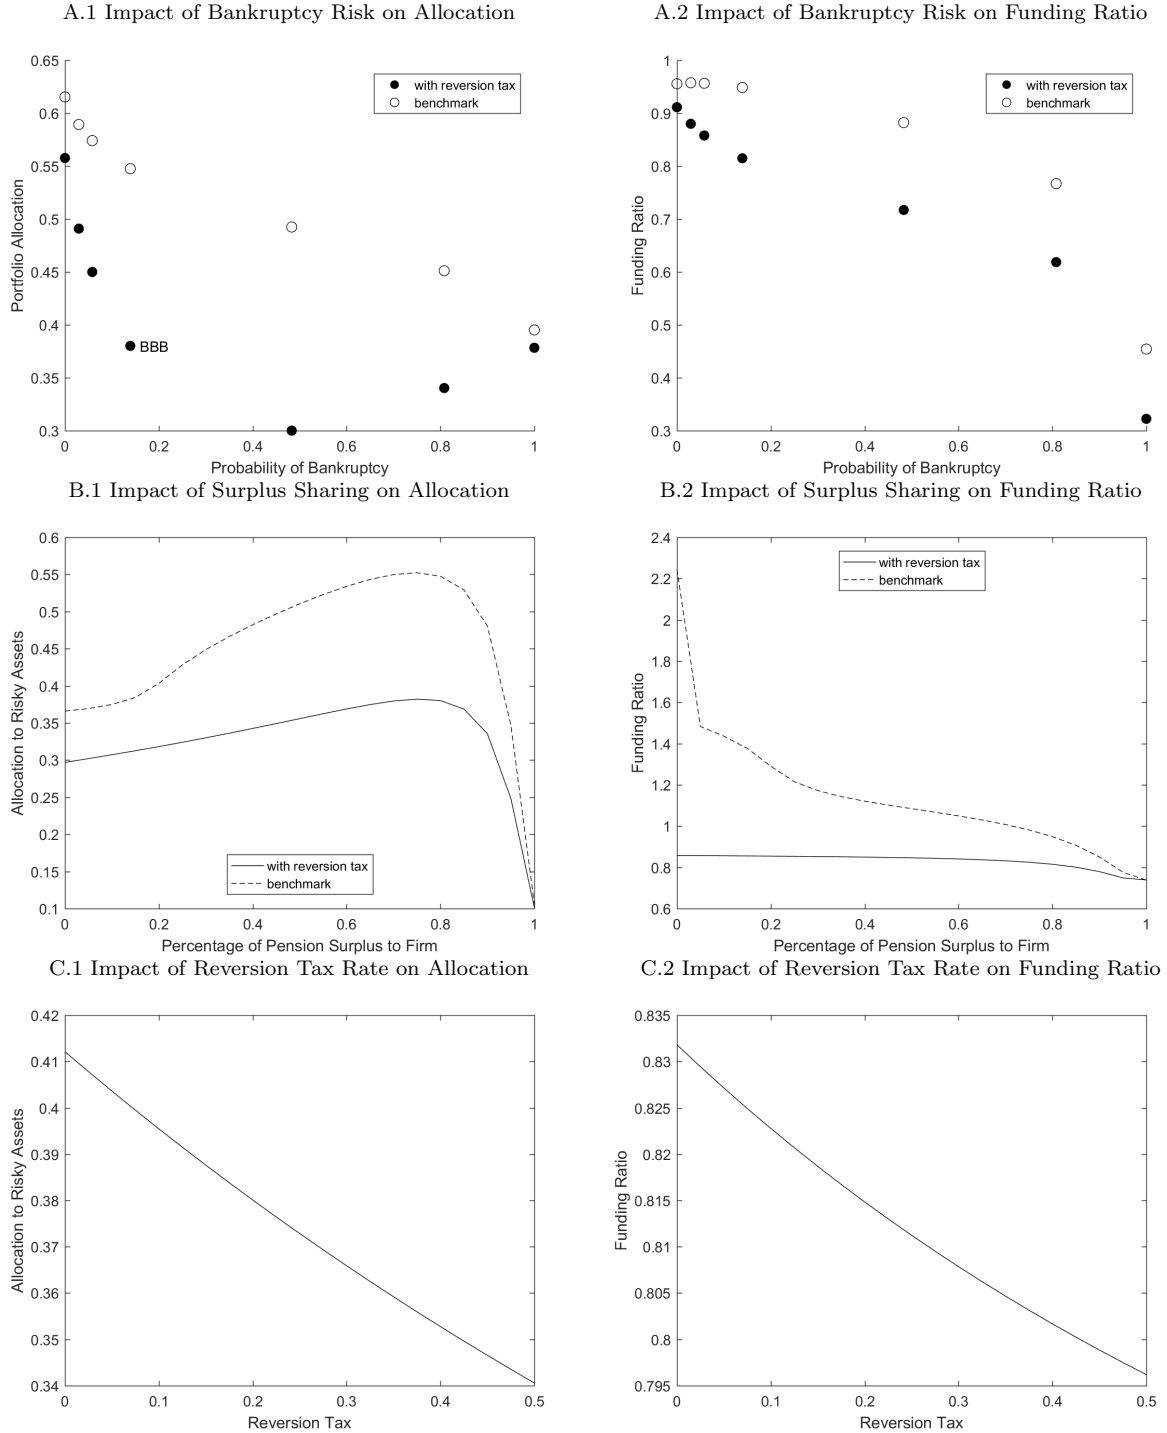 A.1 Impact of Bankruptcy Risk on Allocation
0.65
0.6
0.55
0.5
0.45
0.4
0.35
0.3
Portfolio Allocation
with reversion tax
benchmark
BBB
0 0.2 0.4 0.6 0.8 1
Probability of Bankruptcy
A.2 Impact of Bankruptcy Risk on Funding Ratio
1
0.9
0.8
0.7
0.6
0.5
0.4
0.3
Funding Ratio
with reversion tax
benchmark
0 0.2 0.4 0.6 0.8 1
Probability of Bankruptcy
B.1 Impact of Surplus Sharing on Allocation
0.6
0.55
0.5
0.45
0.4
0.35
0.3
0.25
0.2
0.15
0.1
Allocation to Risky Assets
with reversion tax
benchmark
0 0.2 0.4 0.6 0.8 1
Percentage of Pension Surplus to Firm
B.2 Impact of Surplus Sharing on Funding Ratio
2.4
2.2
2
1.8
1.6
1.4
1.2
1
0.8
0.6
Funding Ratio
with reversion tax
benchmark
0 0.2 0.4 0.6 0.8 1
Percentage of Pension Surplus to Firm
C.1 Impact of Reversion Tax Rate on Allocation
0.42
0.41
0.4
0.39
0.38
0.37
0.36
0.35
0.34
Allocation to Risky Assets
0 0.1 0.2 0.3 0.4 0.5
Reversion Tax
C.2 Impact of Reversion Tax Rate on Funding Ratio
0.835
0.83
0.825
0.82
0.815
0.81
0.805
0.8
0.795
Funding Ratio
0 0.1 0.2 0.3 0.4 0.5
Reversion Tax